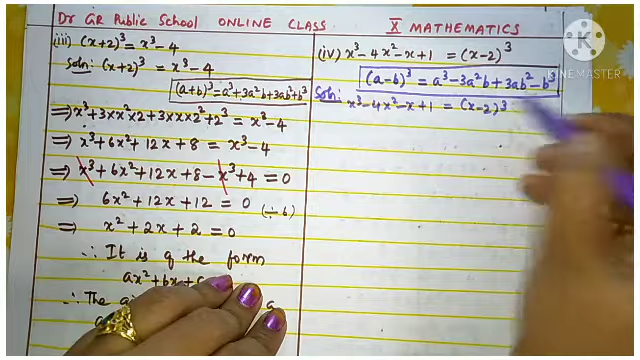 Dr GR Public School ONLINE CLASS
X MATHEMATICS
(iii) (x+2)³ = x³-4
Soln: (x+2)³ = x³-4
(a+b)³=a³+3a²b+3ab²+b³
⇒ x³+3×x²×2+3×x×2²+2³ = x³-4
⇒ x³+6x²+12x+8 = x³-4
⇒ x³+6x²+12x+8-x³+4 = 0
⇒ 6x²+12x+12 = 0 (÷6)
⇒ x²+2x+2 = 0
∴ It is of the form
ax²+bx+
∴ The
(iv) x³-4x²-x+1 = (x-2)³
(a-b)³ = a³-3a²b+3ab²-b³
Soln: x³-4x²-x+1 = (x-2)³
K
KINEMASTER